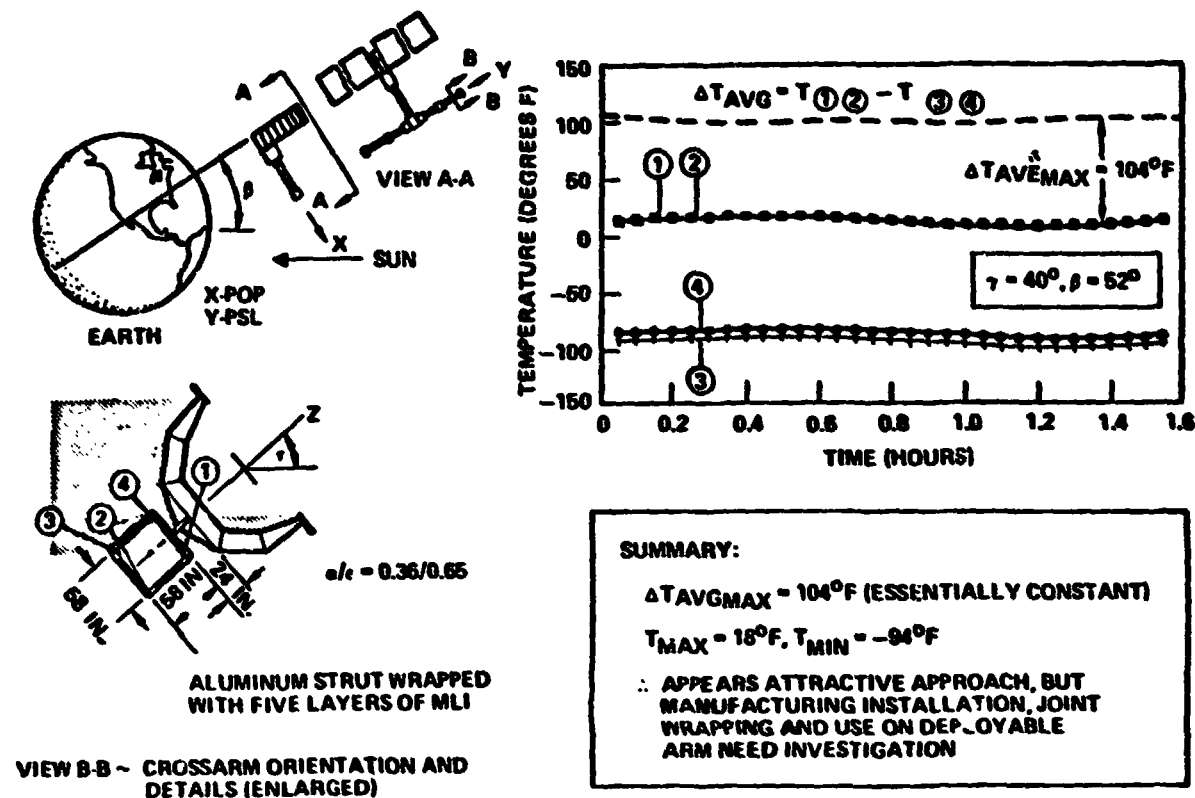 A
B
Y
B
VIEW A-A
A
β
X
SUN
X-POP
Y-PSL
EARTH
TEMPERATURE (DEGREES F)
150
100
50
0
-50
-100
-150
ΔTAVG = T①② - T ③④
① ②
ΔTAVEMAX = 104°F
γ = 40°, β = 52°
④
③
0 0.2 0.4 0.6 0.8 1.0 1.2 1.4 1.6
TIME (HOURS)
Z
γ
①
④
③ ②
58 IN.
58 IN
24 IN.
α/ε = 0.36/0.65
ALUMINUM STRUT WRAPPED
WITH FIVE LAYERS OF MLI
VIEW B-B ~ CROSSARM ORIENTATION AND
DETAILS (ENLARGED)
SUMMARY:
ΔTAVGMAX = 104°F (ESSENTIALLY CONSTANT)
TMAX = 18°F, TMIN = -94°F
∴ APPEARS ATTRACTIVE APPROACH, BUT
MANUFACTURING INSTALLATION, JOINT
WRAPPING AND USE ON DEPLOYABLE
ARM NEED INVESTIGATION